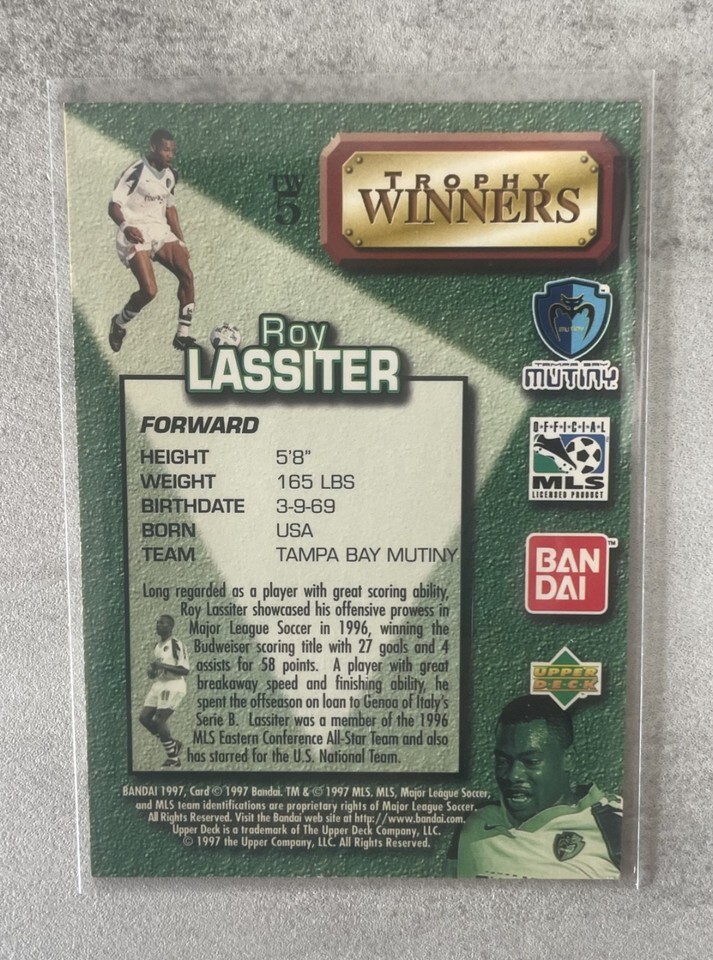 TW
5
TROPHY
WINNERS
MUTINY
TAMPA BAY
MUTINY
Roy
LASSITER
FORWARD
HEIGHT 5'8"
WEIGHT 165 LBS
BIRTHDATE 3-9-69
BORN USA
TEAM TAMPA BAY MUTINY
OFFICIAL
MLS
LICENSED PRODUCT
BAN
DAI
TM
UPPER
DECK
Long regarded as a player with great scoring ability,
Roy Lassiter showcased his offensive prowess in
Major League Soccer in 1996, winning the
Budweiser scoring title with 27 goals and 4
assists for 58 points. A player with great
breakaway speed and finishing ability, he
spent the offseason on loan to Genoa of Italy's
Serie B. Lassiter was a member of the 1996
MLS Eastern Conference All-Star Team and also
has starred for the U.S. National Team.
BANDAI 1997, Card © 1997 Bandai. TM & © 1997 MLS. MLS, Major League Soccer,
and MLS team identifications are proprietary rights of Major League Soccer.
All Rights Reserved. Visit the Bandai web site at http://www.bandai.com.
Upper Deck is a trademark of The Upper Deck Company, LLC.
© 1997 the Upper Company, LLC. All Rights Reserved.